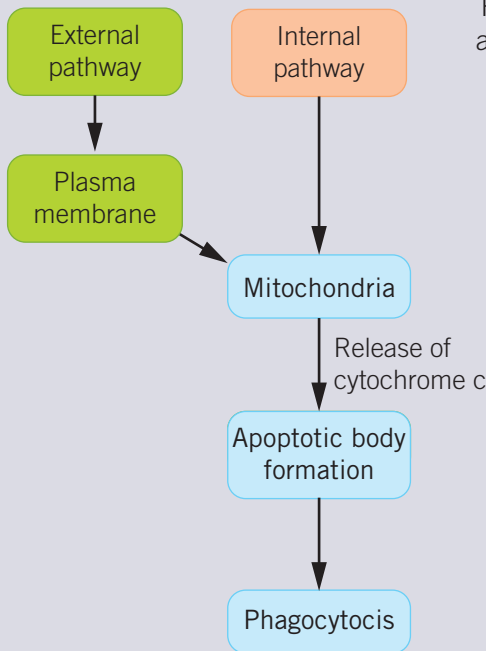 External
pathway
Internal
pathway
Plasma
membrane
Mitochondria
Release of
cytochrome c
Apoptotic body
formation
Phagocytocis